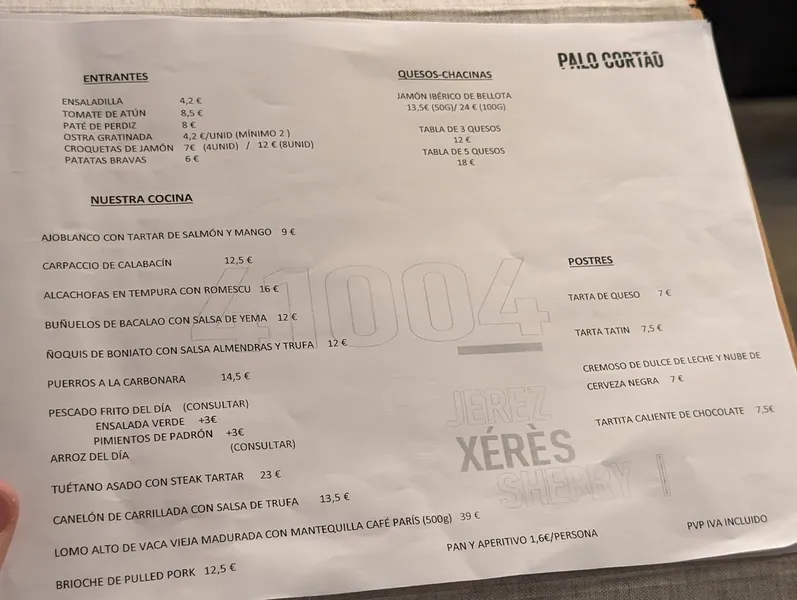 PALO CORTAO
ENTRANTES
ENSALADILLA 4,2 €
TOMATE DE ATÚN 8,5 €
PATÉ DE PERDIZ 8 €
OSTRA GRATINADA 4,2 €/UNID (MÍNIMO 2 )
CROQUETAS DE JAMÓN 7€ (4UNID) / 12 € (8UNID)
PATATAS BRAVAS 6 €
QUESOS-CHACINAS
JAMÓN IBÉRICO DE BELLOTA
13,5€ (50G)/ 24 € (100G)
TABLA DE 3 QUESOS
12 €
TABLA DE 5 QUESOS
18 €
NUESTRA COCINA
AJOBLANCO CON TARTAR DE SALMÓN Y MANGO 9 €
CARPACCIO DE CALABACÍN 12,5 €
ALCACHOFAS EN TEMPURA CON ROMESCU 16 €
BUÑUELOS DE BACALAO CON SALSA DE YEMA 12 €
ÑOQUIS DE BONIATO CON SALSA ALMENDRAS Y TRUFA 12 €
PUERROS A LA CARBONARA 14,5 €
PESCADO FRITO DEL DÍA (CONSULTAR)
ENSALADA VERDE +3€
PIMIENTOS DE PADRÓN +3€
ARROZ DEL DÍA (CONSULTAR)
TUÉTANO ASADO CON STEAK TARTAR 23 €
CANELÓN DE CARRILLADA CON SALSA DE TRUFA 13,5 €
LOMO ALTO DE VACA VIEJA MADURADA CON MANTEQUILLA CAFÉ PARÍS (500g) 39 €
BRIOCHE DE PULLED PORK 12,5 €
41004
POSTRES
TARTA DE QUESO 7 €
TARTA TATIN 7,5 €
CREMOSO DE DULCE DE LECHE Y NUBE DE
CERVEZA NEGRA 7 €
TARTITA CALIENTE DE CHOCOLATE 7,5€
JEREZ
XÉRÈS
SHERRY
PAN Y APERITIVO 1,6€/PERSONA
PVP IVA INCLUIDO